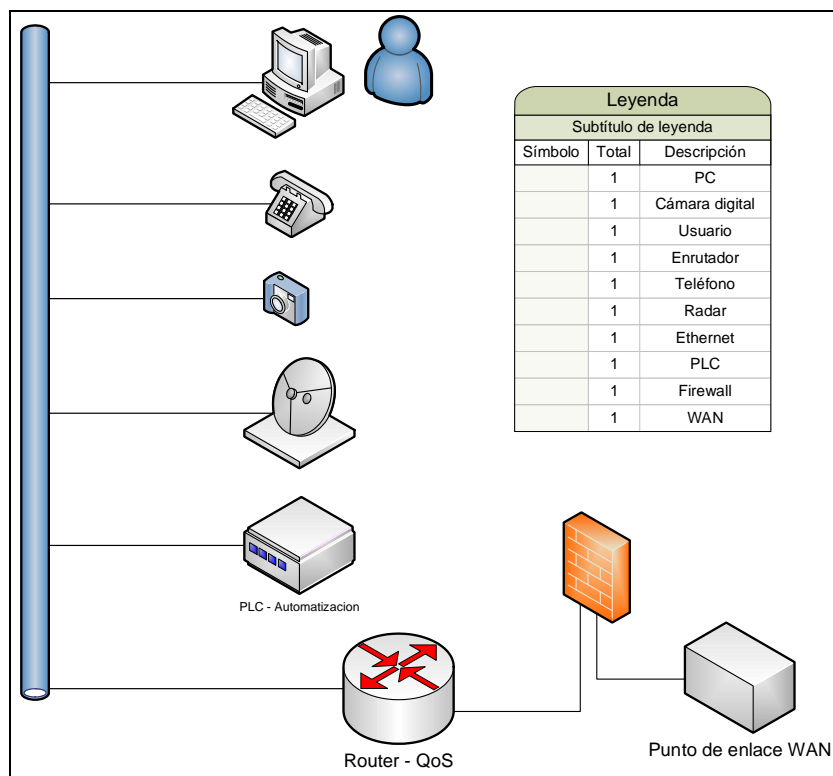 Leyenda
Subtítulo de leyenda
Símbolo Total Descripción
1 PC
1 Cámara digital
1 Usuario
1 Enrutador
1 Teléfono
1 Radar
1 Ethernet
1 PLC
1 Firewall
1 WAN
PLC - Automatizacion
Router - QoS
Punto de enlace WAN